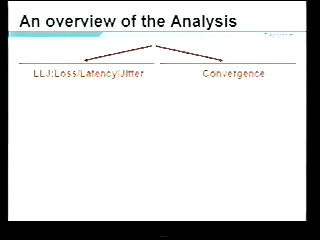 An overview of the Analysis
LLJ:Loss/Latency/Jitter
Convergence